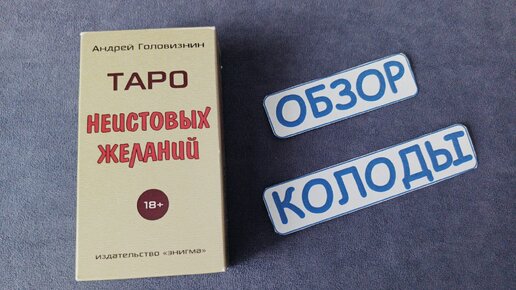 Андрей Головизнин
ТАРО
НЕИСТОВЫХ
ЖЕЛАНИЙ
18+
издательство «энигма»
ОБЗОР
КОЛОДЫ